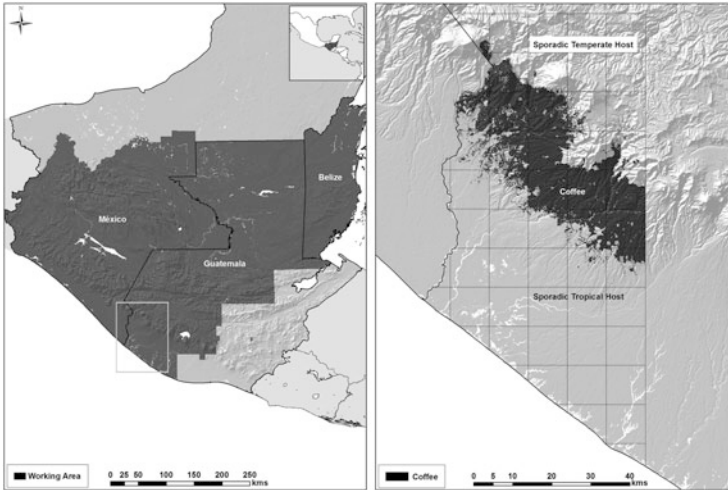 N
México
Guatemala
Belize
Working Area
0 25 50 100 150 200 250
kms
Sporadic Temperate Host
Coffee
Sporadic Tropical Host
Coffee
0 5 10 20 30 40
kms